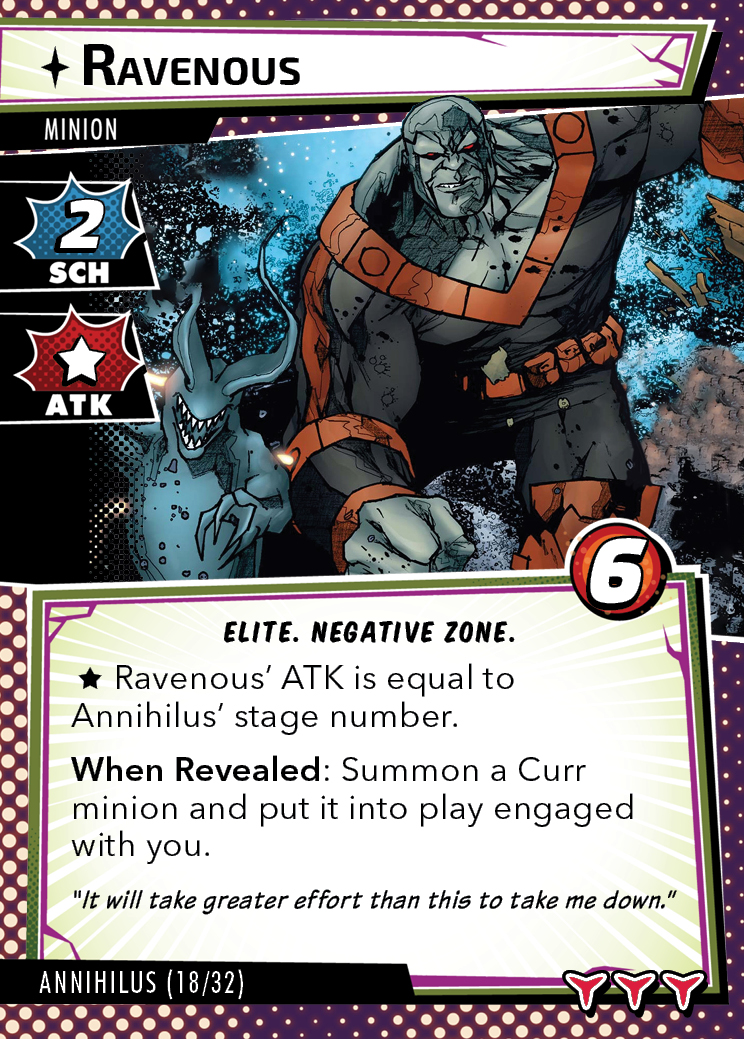 Ravenous
MINION
2
SCH
ATK
6
ELITE. NEGATIVE ZONE.
★ Ravenous’ ATK is equal to
Annihilus’ stage number.
When Revealed: Summon a Curr
minion and put it into play engaged
with you.
"It will take greater effort than this to take me down."
ANNIHILUS (18/32)